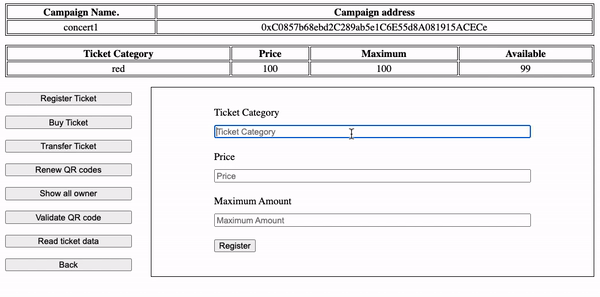 Campaign Name. Campaign address
concert1 0xC0857b68ebd2C289ab5e1C6E55d8A081915ACECe
Ticket Category Price Maximum Available
red 100 100 99
Register Ticket
Buy Ticket
Transfer Ticket
Renew QR codes
Show all owner
Validate QR code
Read ticket data
Back
Ticket Category
Ticket Category
Price
Price
Maximum Amount
Maximum Amount
Register